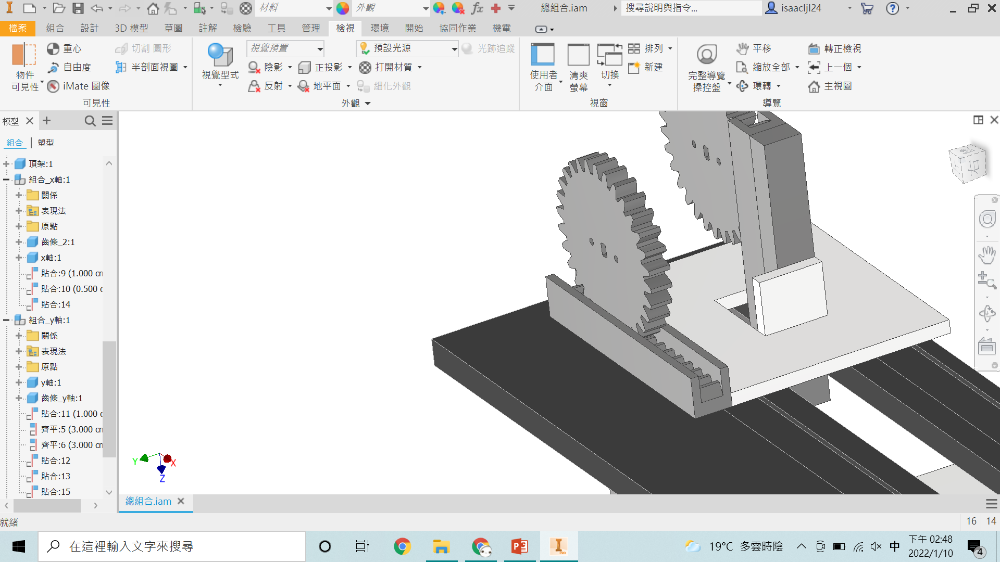 材料
外觀
fx
總組合.iam
搜尋說明與指令...
isaacljl24
檔案
組合
設計
3D 模型
草圖
註解
檢驗
工具
管理
檢視
環境
開始
協同作業
機電
物件
可見性
重心
自由度
iMate 圖像
切割 圖形
半剖面視圖
可見性
視覺型式
視覺預置
陰影
正投影
反射
地平面
預設光源
光跡追蹤
打開材質
細化外觀
外觀
使用者
介面
清爽
螢幕
切換
排列
新建
視窗
完整導覽
操控盤
平移
縮放全部
環轉
轉正檢視
上一個
主視圖
導覽
模型
組合
塑型
頂架:1
組合_x軸:1
關係
表現法
原點
齒條_2:1
x軸:1
貼合:9 (1.000 cm
貼合:10 (0.500 c
貼合:14
組合_y軸:1
關係
表現法
原點
y軸:1
齒條_y軸:1
貼合:11 (1.000 c
齊平:5 (3.000 cm
齊平:6 (3.000 cm
貼合:12
貼合:13
貼合:15
Y
X
Z
總組合.iam
就緒
16
14
在這裡輸入文字來搜尋
19°C 多雲時陰
中
下午 02:48
2022/1/10
4